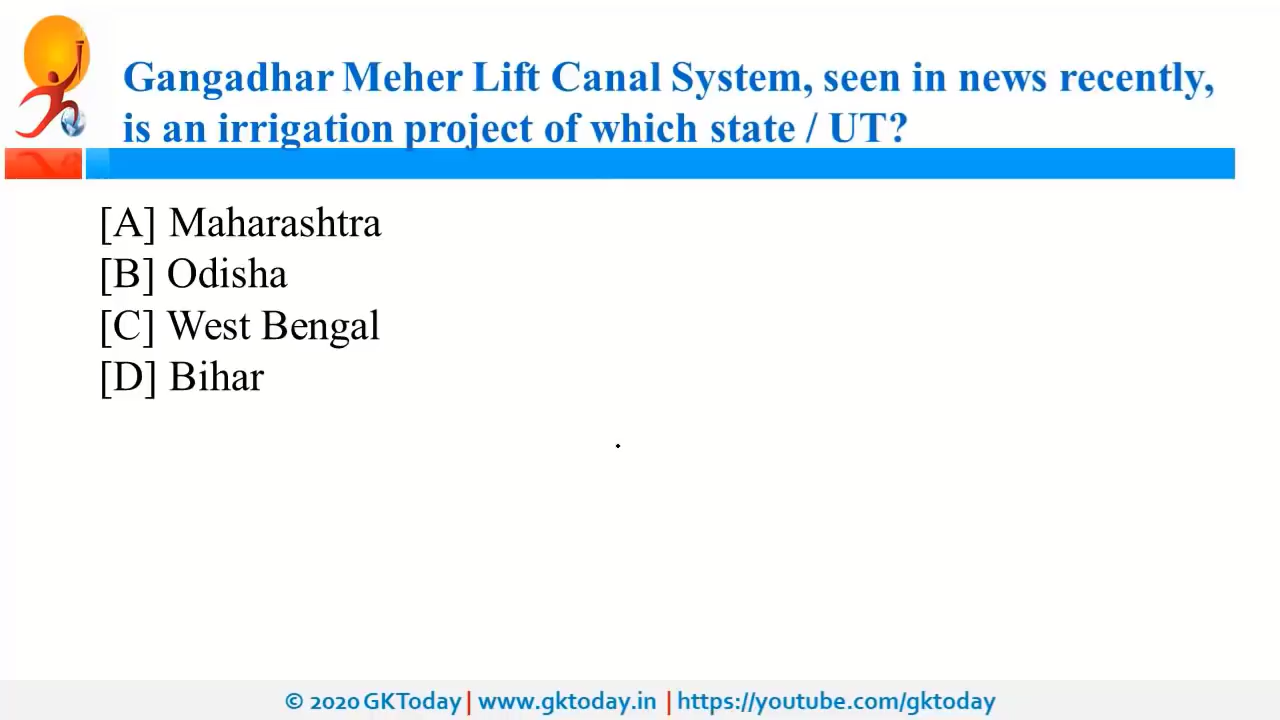 Gangadhar Meher Lift Canal System, seen in news recently,
is an irrigation project of which state / UT?
[A] Maharashtra
[B] Odisha
[C] West Bengal
[D] Bihar
© 2020 GKToday | www.gktoday.in | https://youtube.com/gktoday